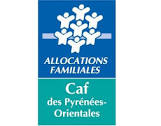 ALLOCATIONS
FAMILIALES
Caf
des Pyrénées-
Orientales